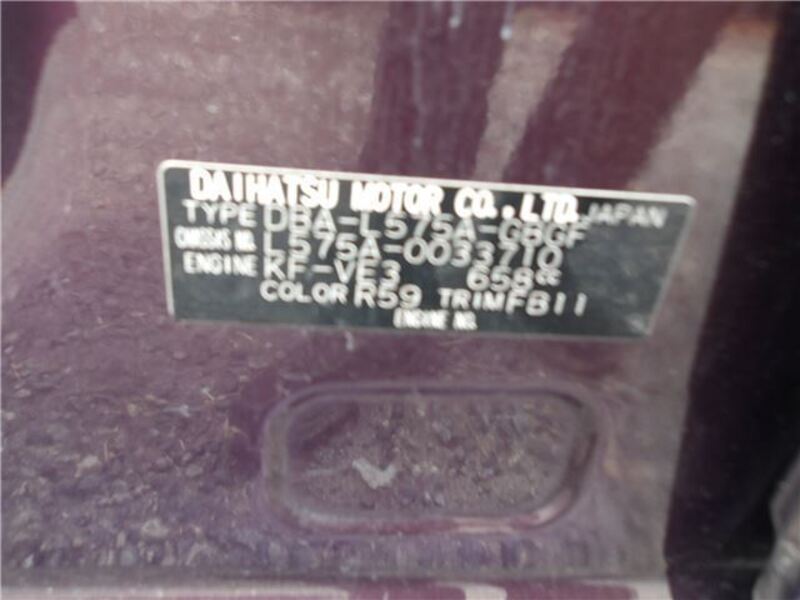 DAIHATSU MOTOR CO., LTD. JAPAN
TYPE DBA-L575A-GBGF
CHASSIS NO. L575A-0033710
ENGINE KF-VE3 658cc
COLOR R59 TRIM FB11
ENGINE NO.